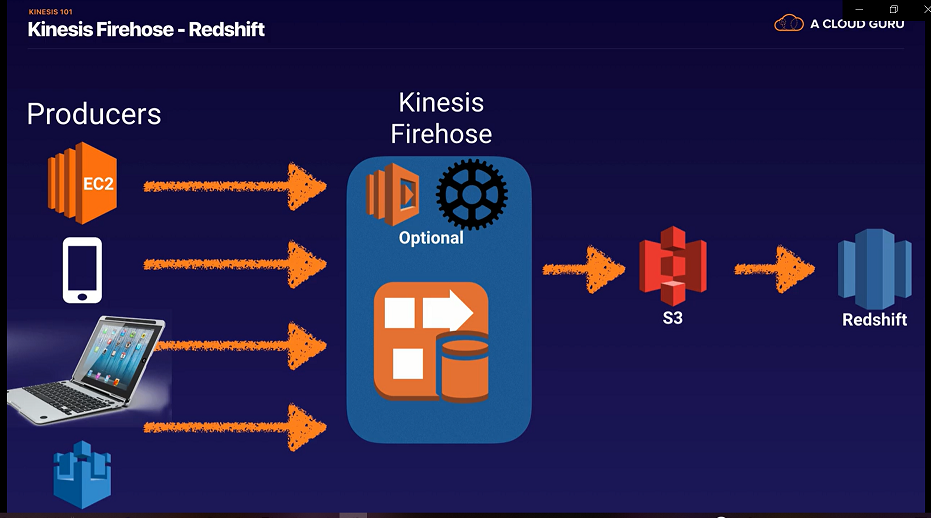 KINESIS 101
Kinesis Firehose - Redshift
A CLOUD GURU
Producers
Kinesis
Firehose
EC2
Optional
S3
Redshift